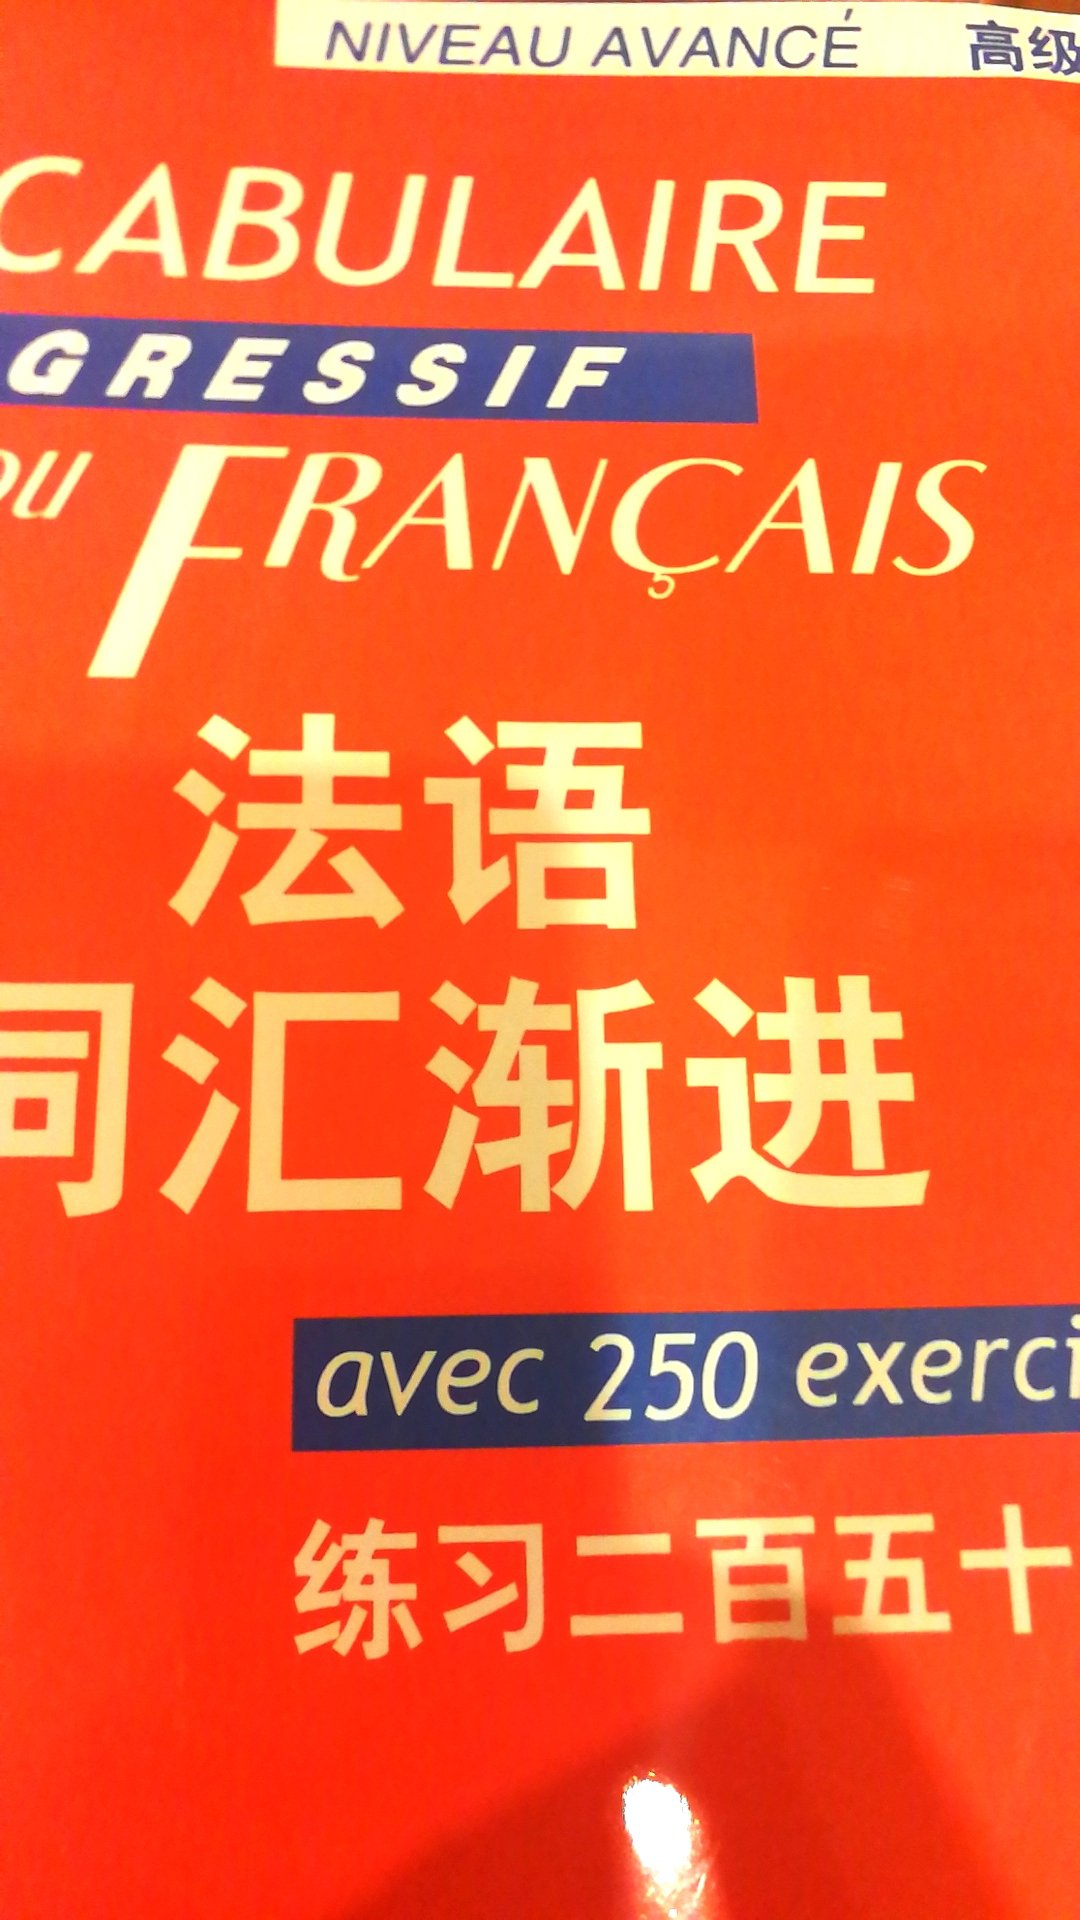 NIVEAU AVANCÉ 高级
CABULAIRE
GRESSIF
DU FRANÇAIS
法语
词汇渐进
avec 250 exerci
练习二百五十